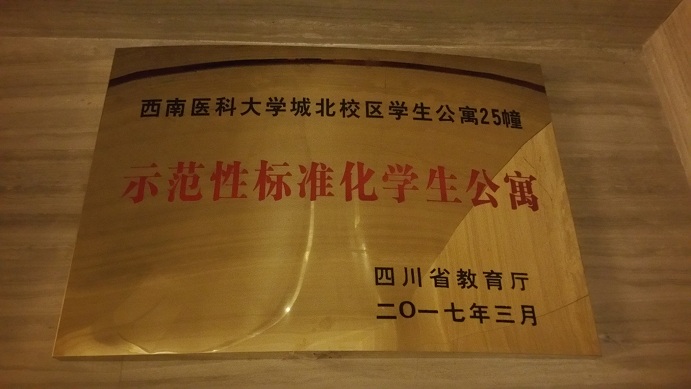 西南医科大学城北校区学生公寓25幢
示范性标准化学生公寓
四川省教育厅
二〇一七年三月